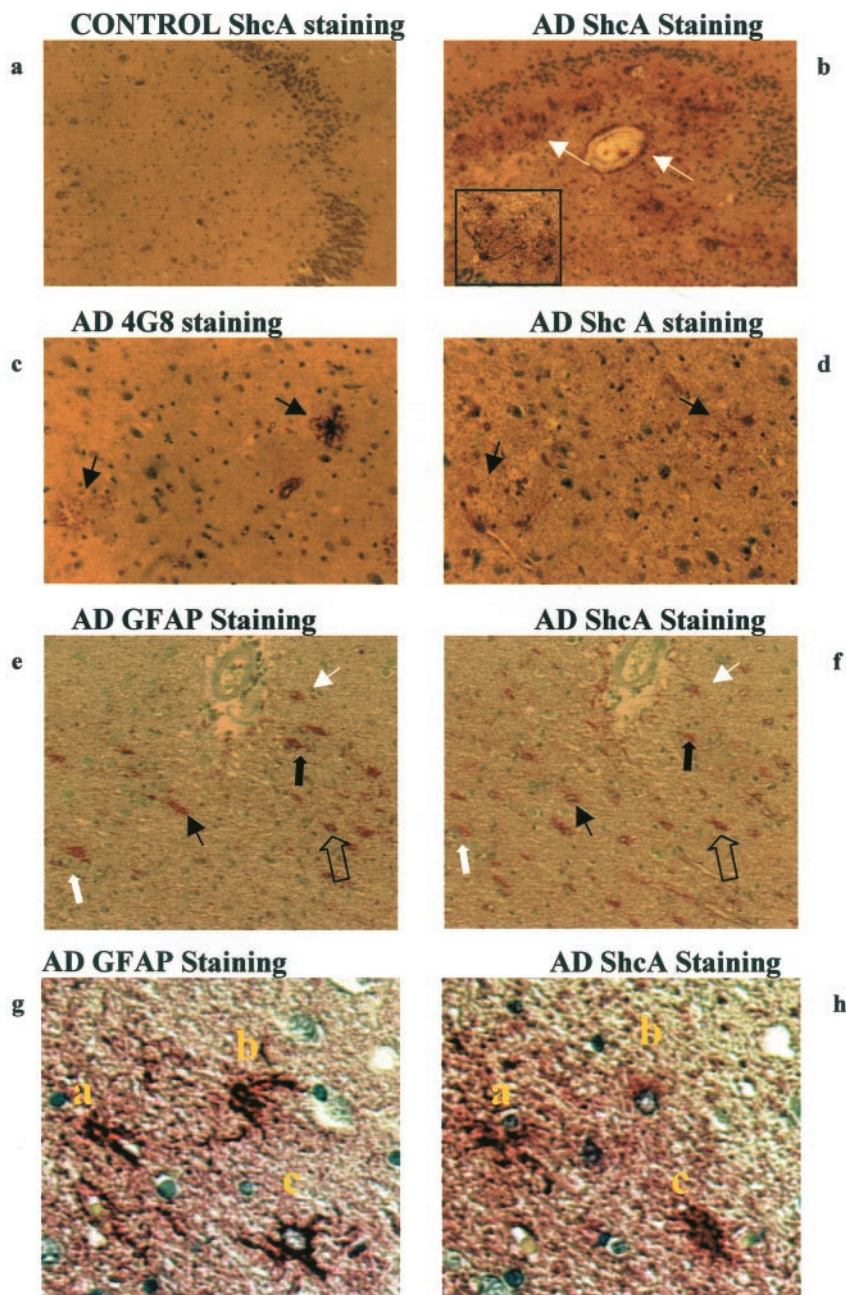 CONTROL ShcA staining
AD ShcA Staining
a
b
AD 4G8 staining
AD Shc A staining
c
d
AD GFAP Staining
AD ShcA Staining
e
f
AD GFAP Staining
AD ShcA Staining
g
h
b
a
c
b
a
c